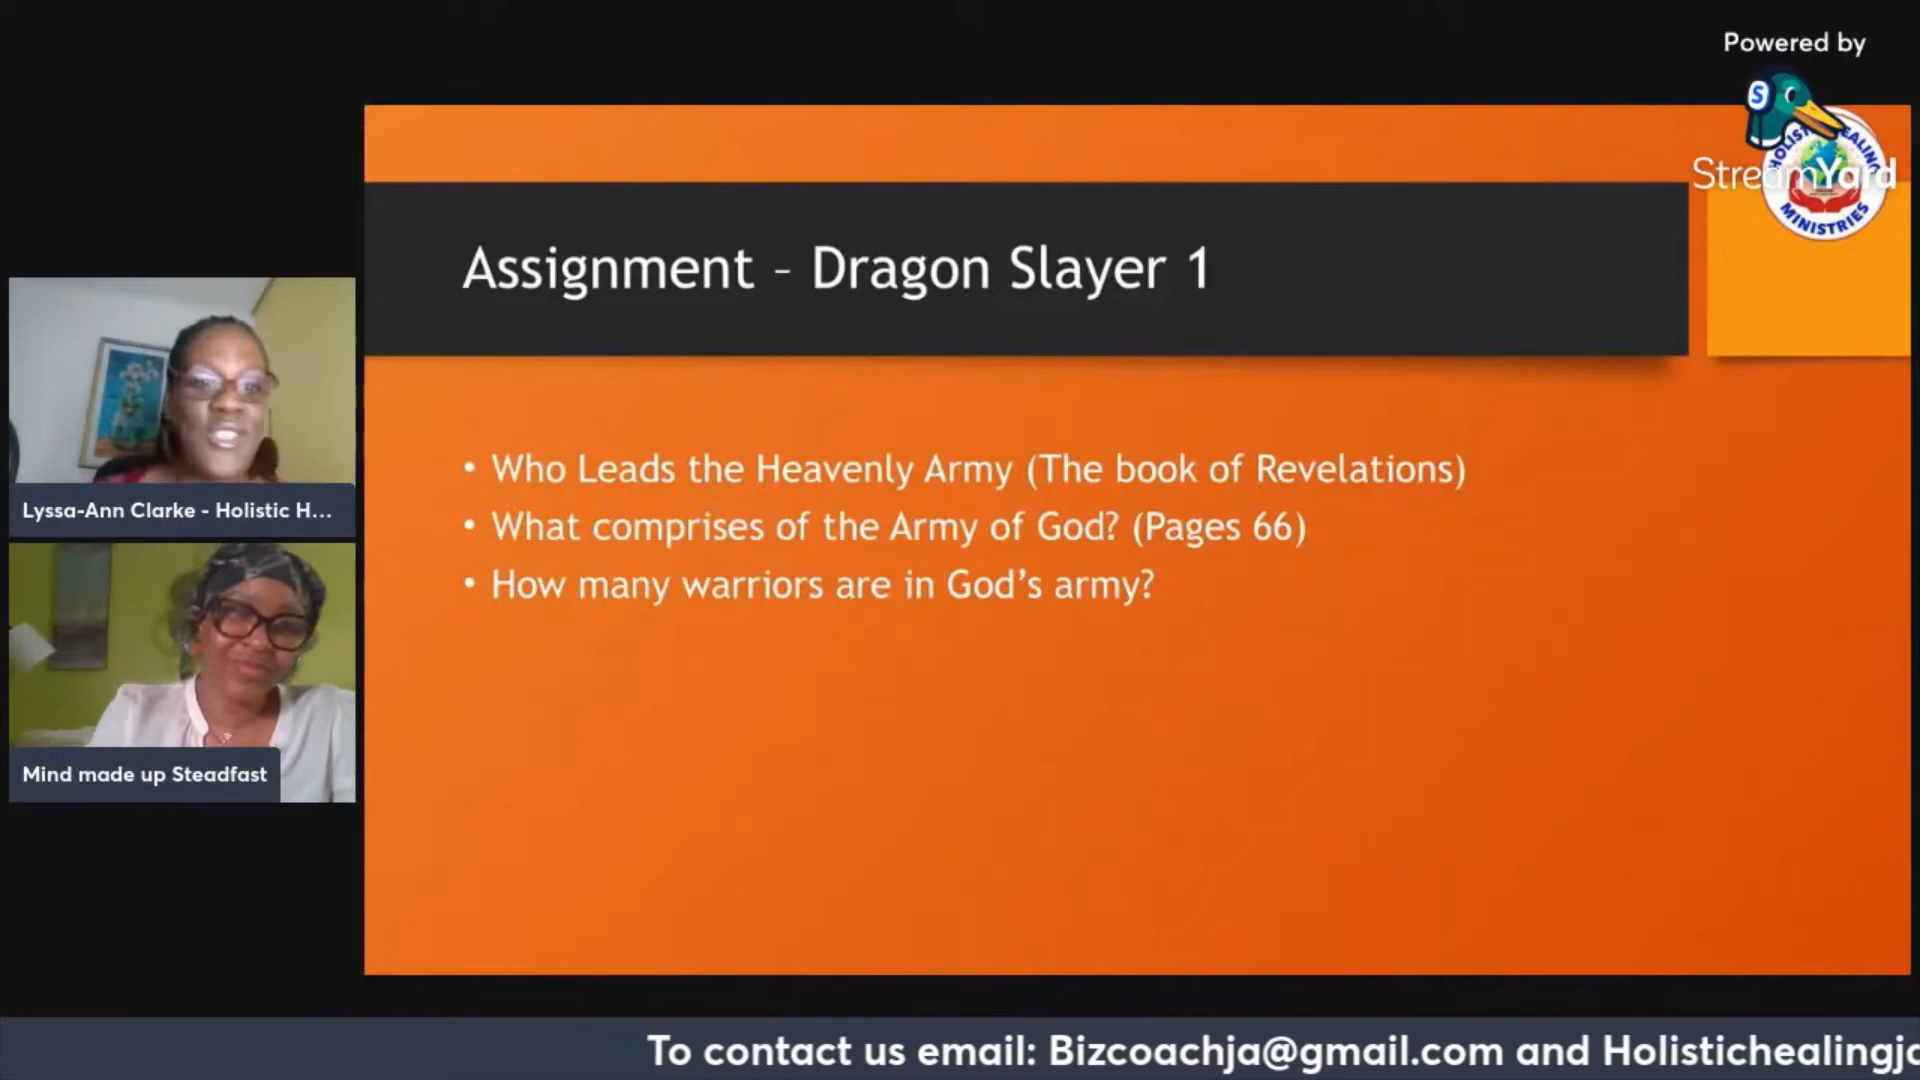 Powered by
StreamYard
HOLISTIC HEALING
MINISTRIES
Assignment – Dragon Slayer 1
• Who Leads the Heavenly Army (The book of Revelations)
• What comprises of the Army of God? (Pages 66)
• How many warriors are in God's army?
Lyssa-Ann Clarke - Holistic H...
Mind made up Steadfast
To contact us email: Bizcoachja@gmail.com and Holistichealingja